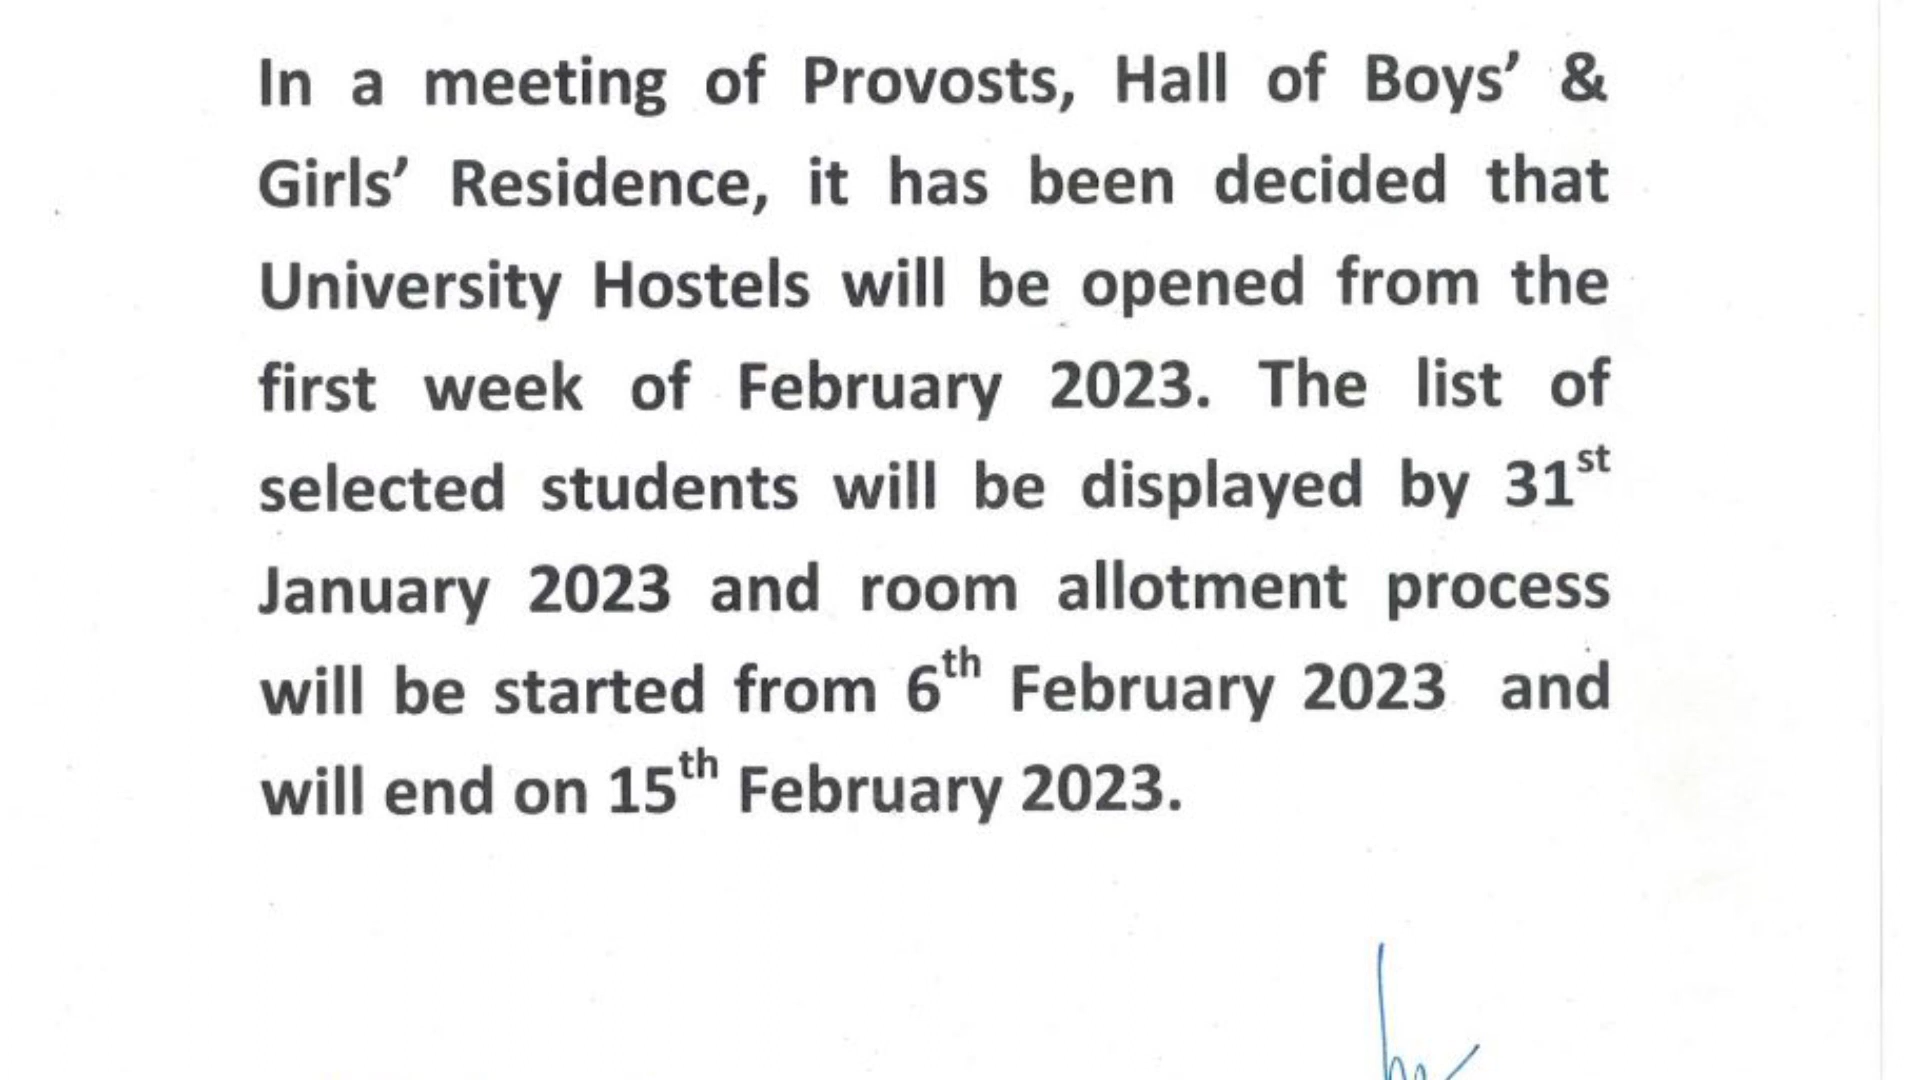 In a meeting of Provosts, Hall of Boys’ &
Girls’ Residence, it has been decided that
University Hostels will be opened from the
first week of February 2023. The list of
selected students will be displayed by 31st
January 2023 and room allotment process
will be started from 6th February 2023 and
will end on 15th February 2023.